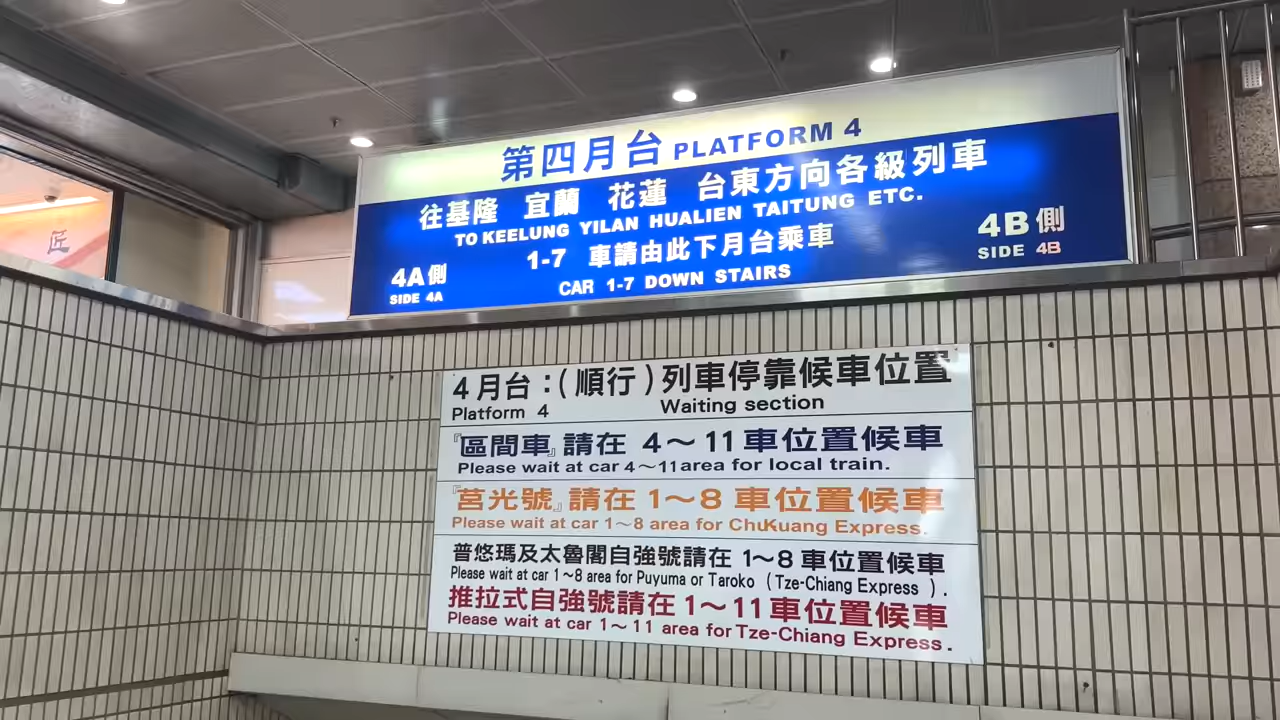 匠
第四月台 PLATFORM 4
往基隆 宜蘭 花蓮 台東方向各級列車
TO KEELUNG YILAN HUALIEN TAITUNG ETC.
1-7 車請由此下月台乘車
CAR 1-7 DOWN STAIRS
4A側
SIDE 4A
4B側
SIDE 4B
4月台：(順行)列車停靠候車位置
Platform 4 Waiting section
『區間車』請在 4～11車位置候車
Please wait at car 4～11area for local train.
『莒光號』請在 1～8 車位置候車
Please wait at car 1～8 area for ChuKuang Express.
普悠瑪及太魯閣自強號請在 1～8 車位置候車
Please wait at car 1～8 area for Puyuma or Taroko (Tze-Chiang Express ).
推拉式自強號請在 1～11車位置候車
Please wait at car 1～11 area for Tze-Chiang Express.